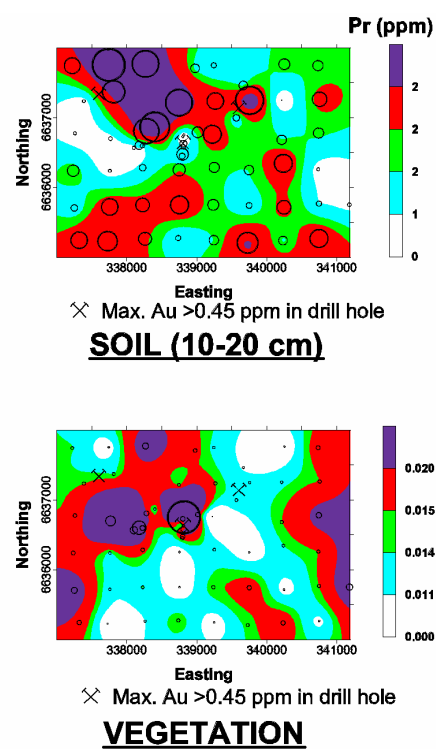 Pr (ppm)
2
2
2
1
0
Northing
6637000
6636000
338000 339000 340000 341000
Easting
Max. Au >0.45 ppm in drill hole
SOIL (10-20 cm)
0.020
0.015
0.014
0.011
0.000
Northing
6637000
6636000
338000 339000 340000 341000
Easting
Max. Au >0.45 ppm in drill hole
VEGETATION